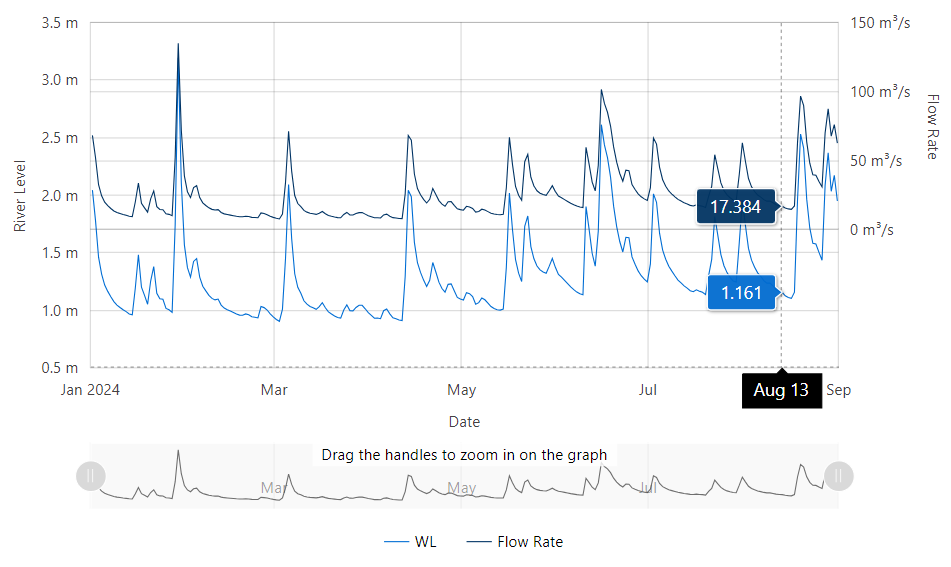 3.5 m
3.0 m
2.5 m
2.0 m
1.5 m
1.0 m
0.5 m
River Level
150 m³/s
100 m³/s
50 m³/s
0 m³/s
Flow Rate
17.384
1.161
Jan 2024
Mar
May
Jul
Aug 13
Sep
Date
Drag the handles to zoom in on the graph
Mar
May
Jul
WL
Flow Rate